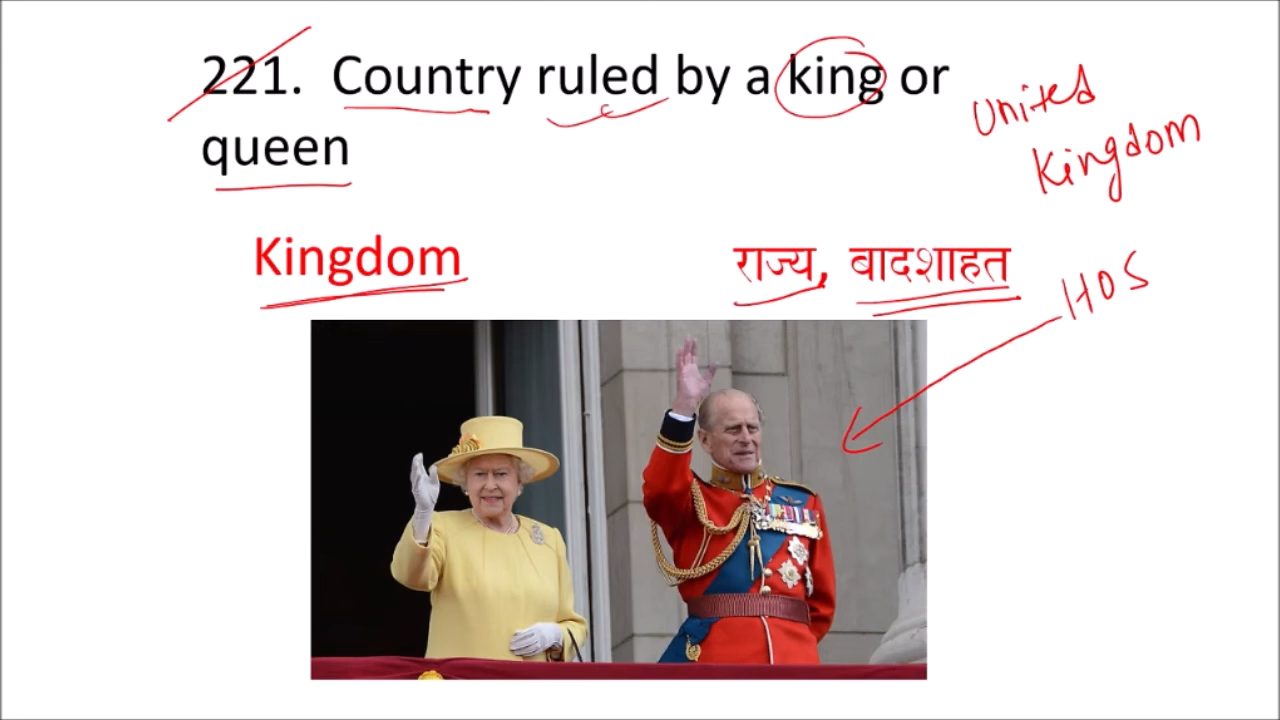 221. Country ruled by a king or
queen
United
Kingdom
Kingdom
राज्य, बादशाहत
HOS